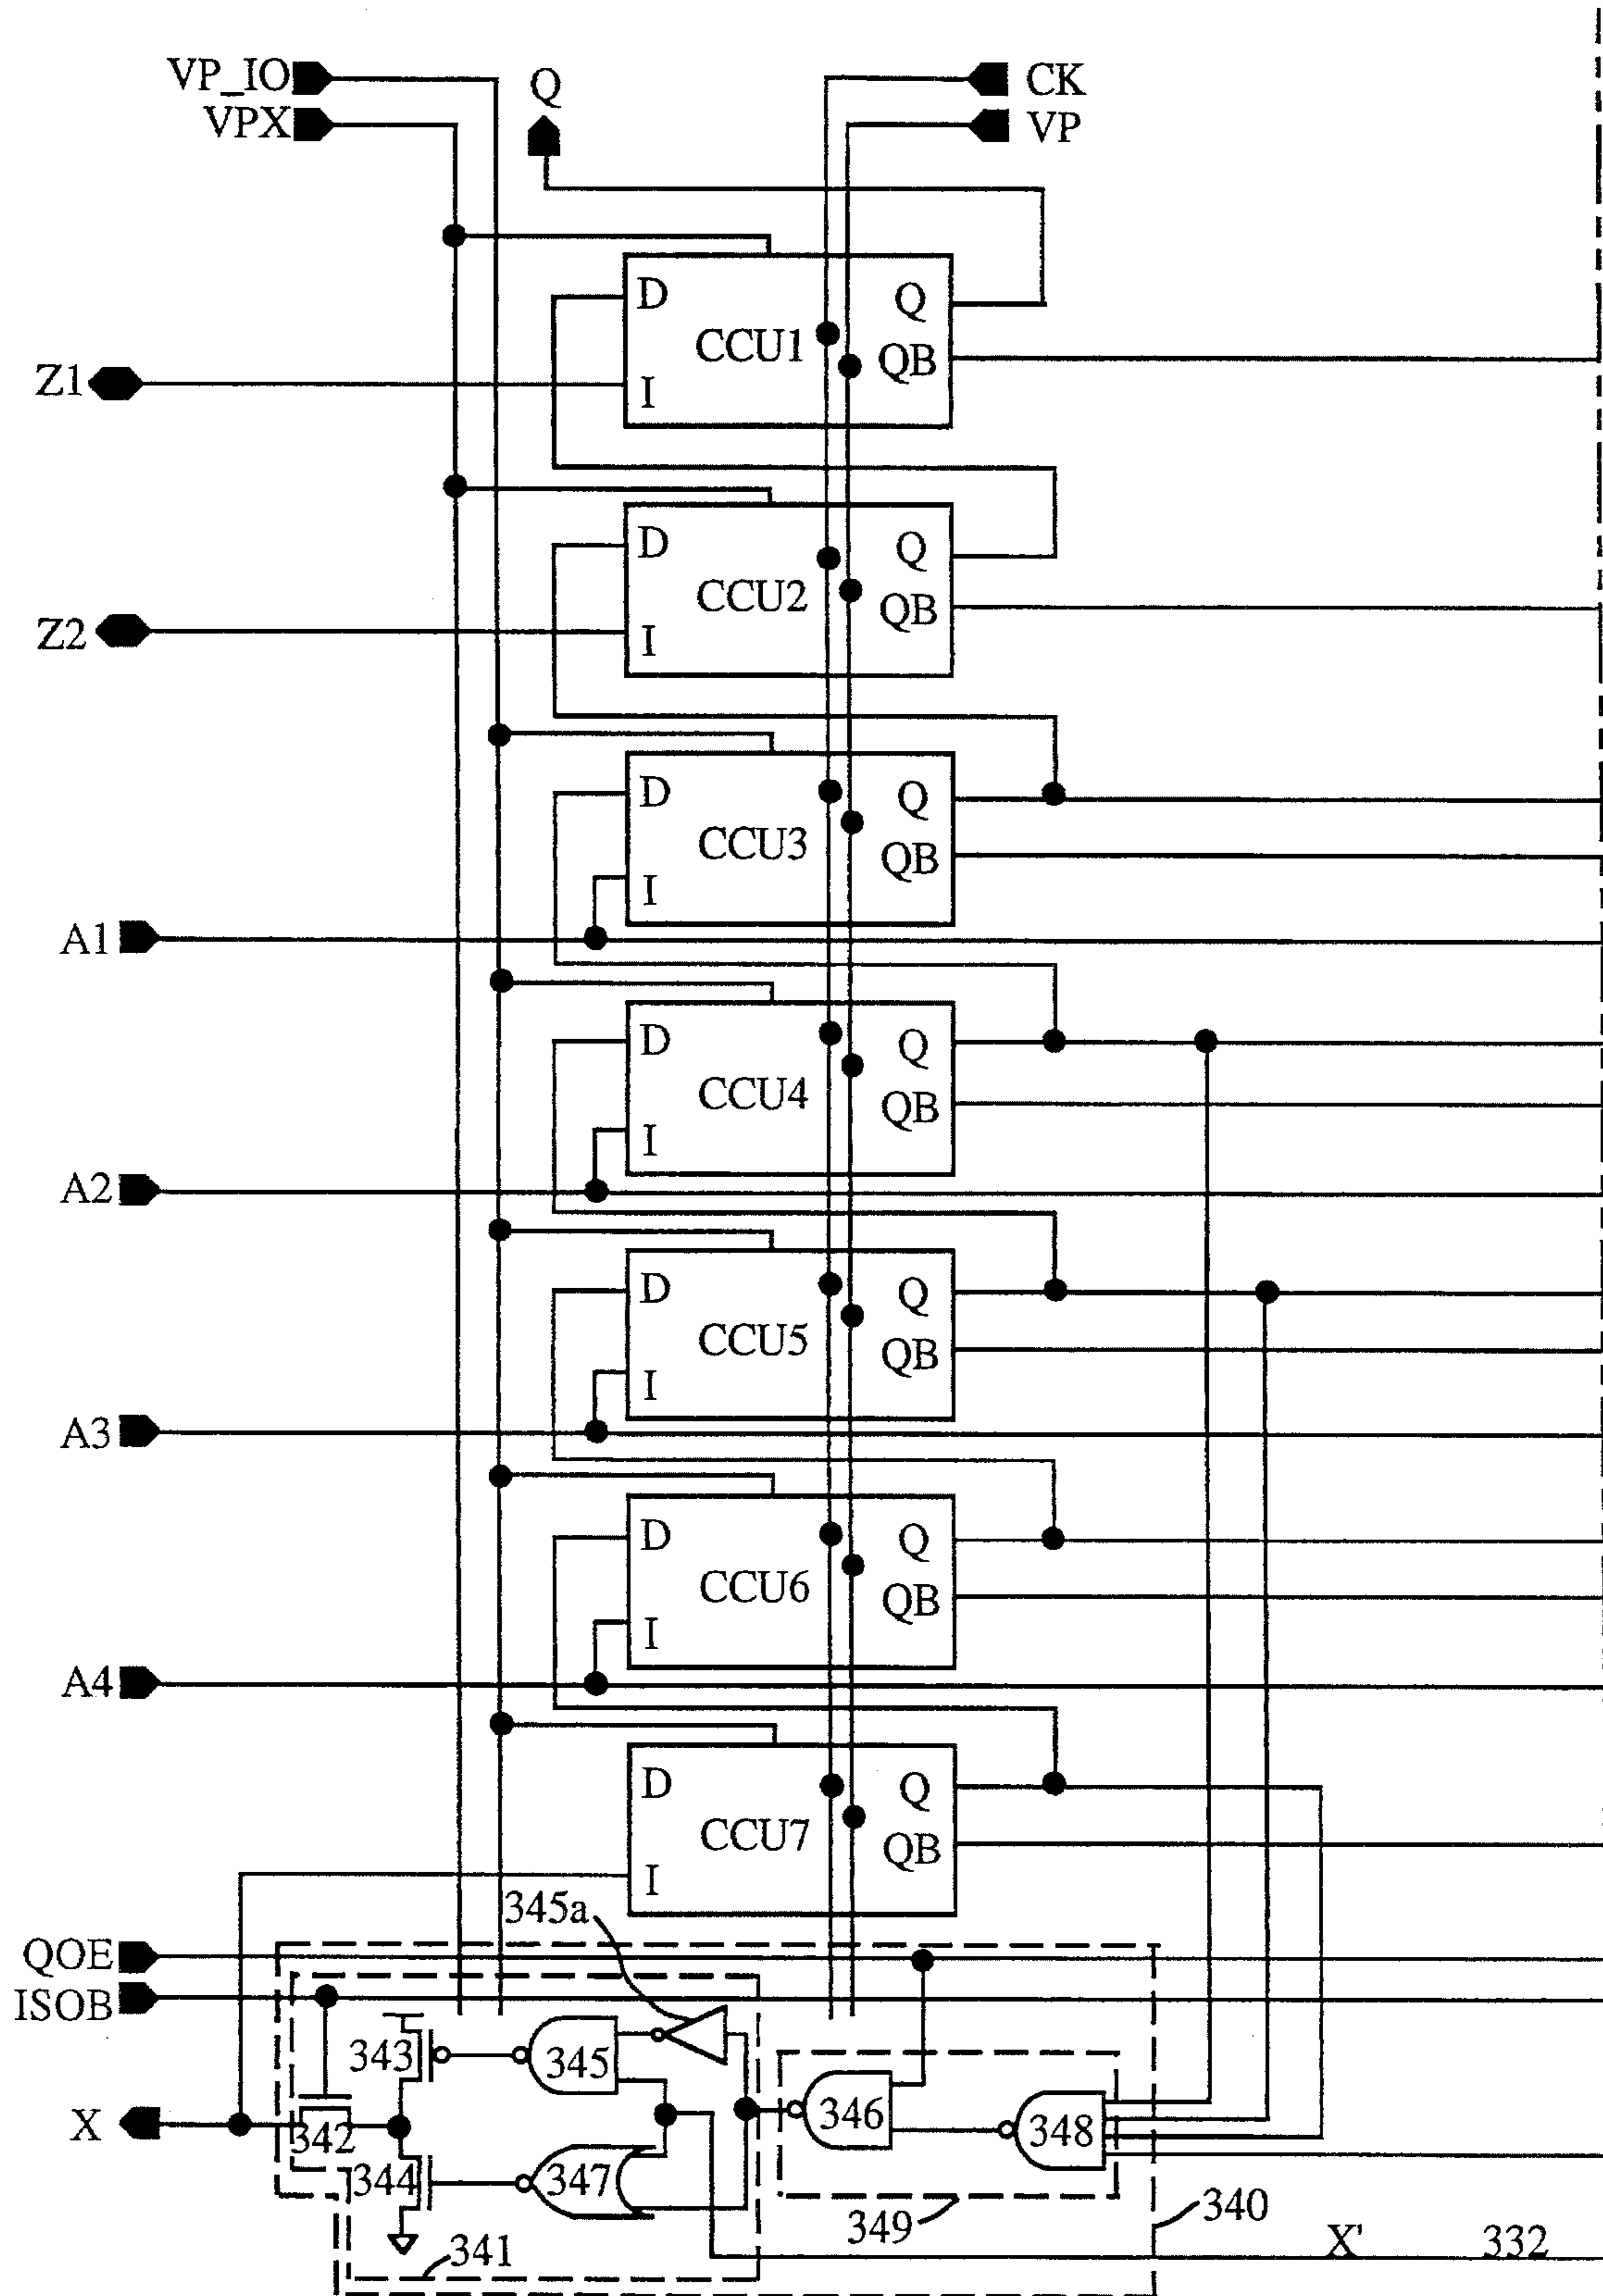 VP_IO
VPX
Q
CK
VP
D
Q
CCU1
QB
Z1
I
D
Q
CCU2
QB
Z2
I
D
Q
CCU3
QB
I
A1
D
Q
CCU4
QB
I
A2
D
Q
CCU5
QB
I
A3
D
Q
CCU6
QB
I
A4
D
Q
CCU7
QB
I
345a
QOE
ISOB
343
345
X
342
346
348
344
347
349
340
341
X'
332